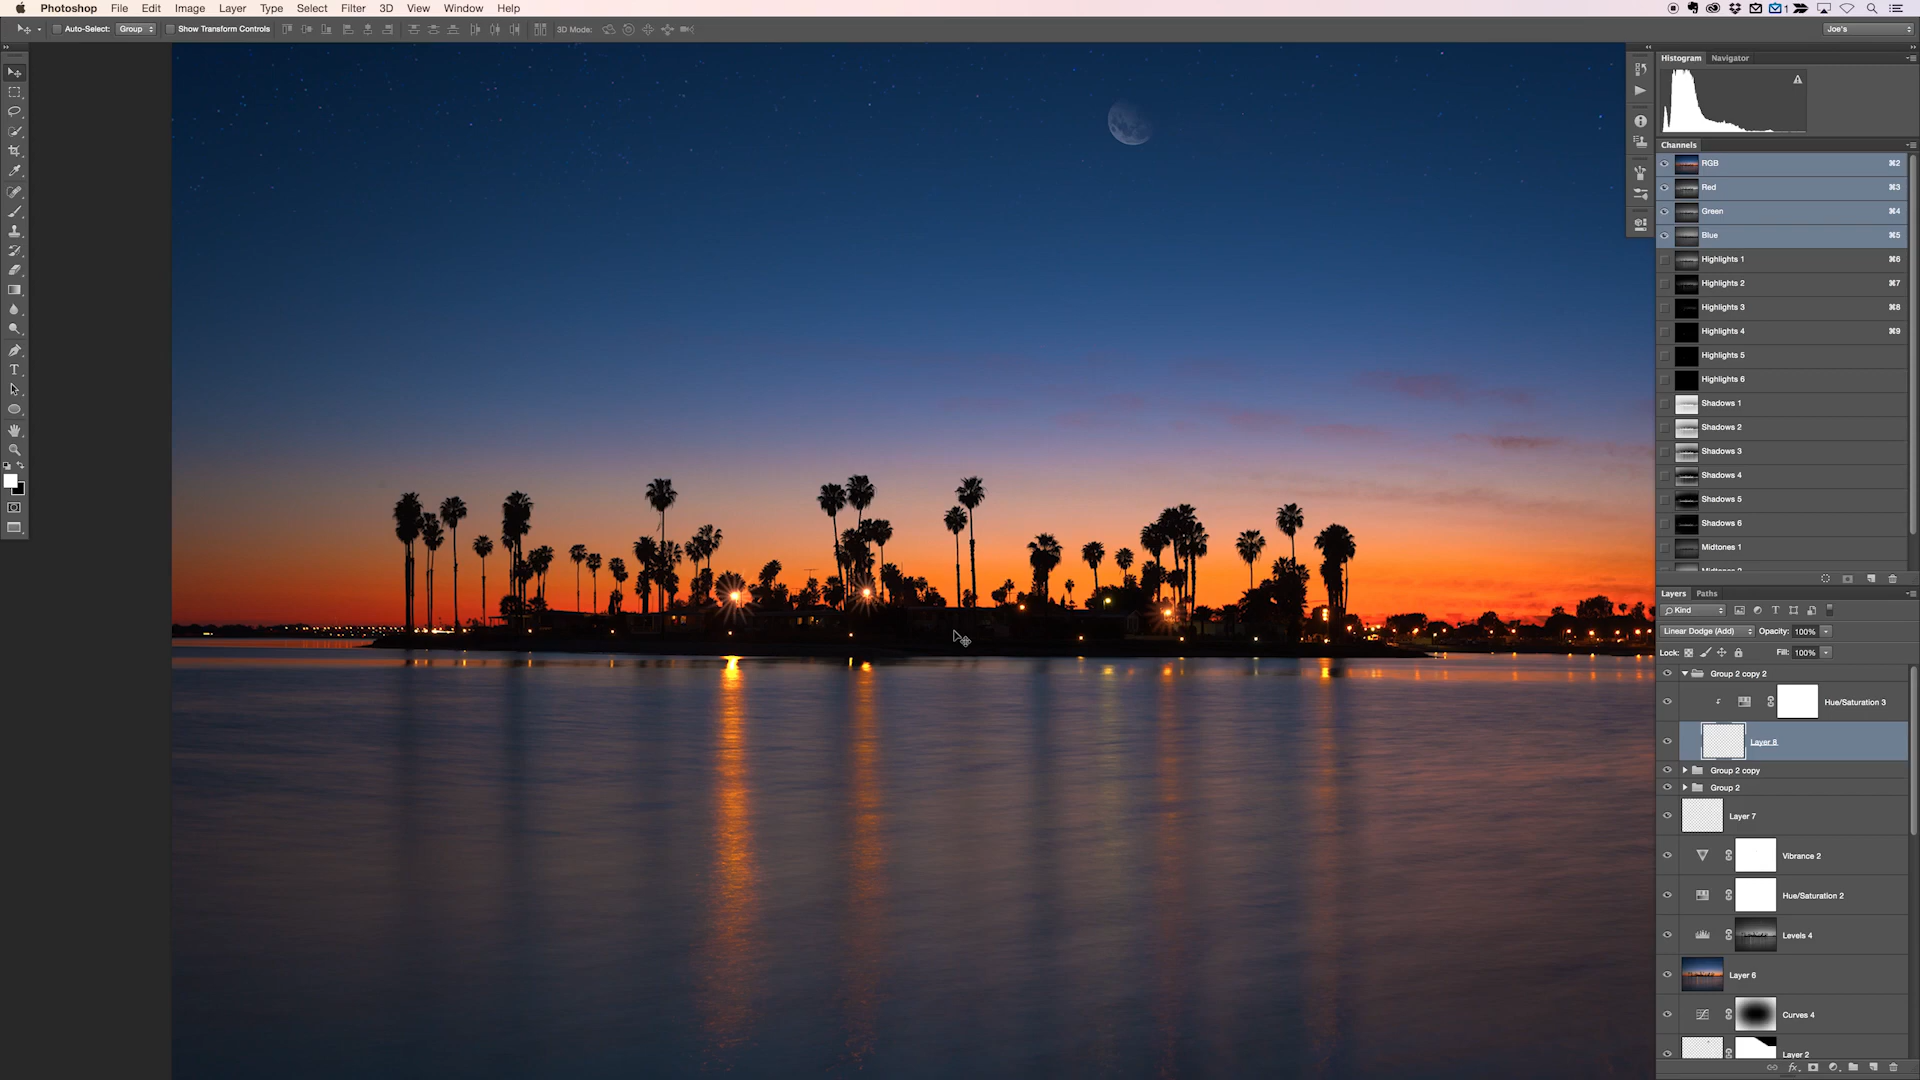 Photoshop File Edit Image Layer Type Select Filter 3D View Window Help
1
Auto-Select: Group Show Transform Controls 3D Mode: Joe's
Histogram Navigator
Channels
RGB ⌘2
Red ⌘3
Green ⌘4
Blue ⌘5
Highlights 1 ⌘6
Highlights 2 ⌘7
Highlights 3 ⌘8
Highlights 4 ⌘9
Highlights 5
Highlights 6
Shadows 1
Shadows 2
Shadows 3
Shadows 4
Shadows 5
Shadows 6
Midtones 1
Layers Paths
Kind
Linear Dodge (Add) Opacity: 100%
Lock: Fill: 100%
Group 2 copy 2
Hue/Saturation 3
Layer 8
Group 2 copy
Group 2
Layer 7
Vibrance 2
Hue/Saturation 2
Levels 4
Layer 6
Curves 4
Layer 2